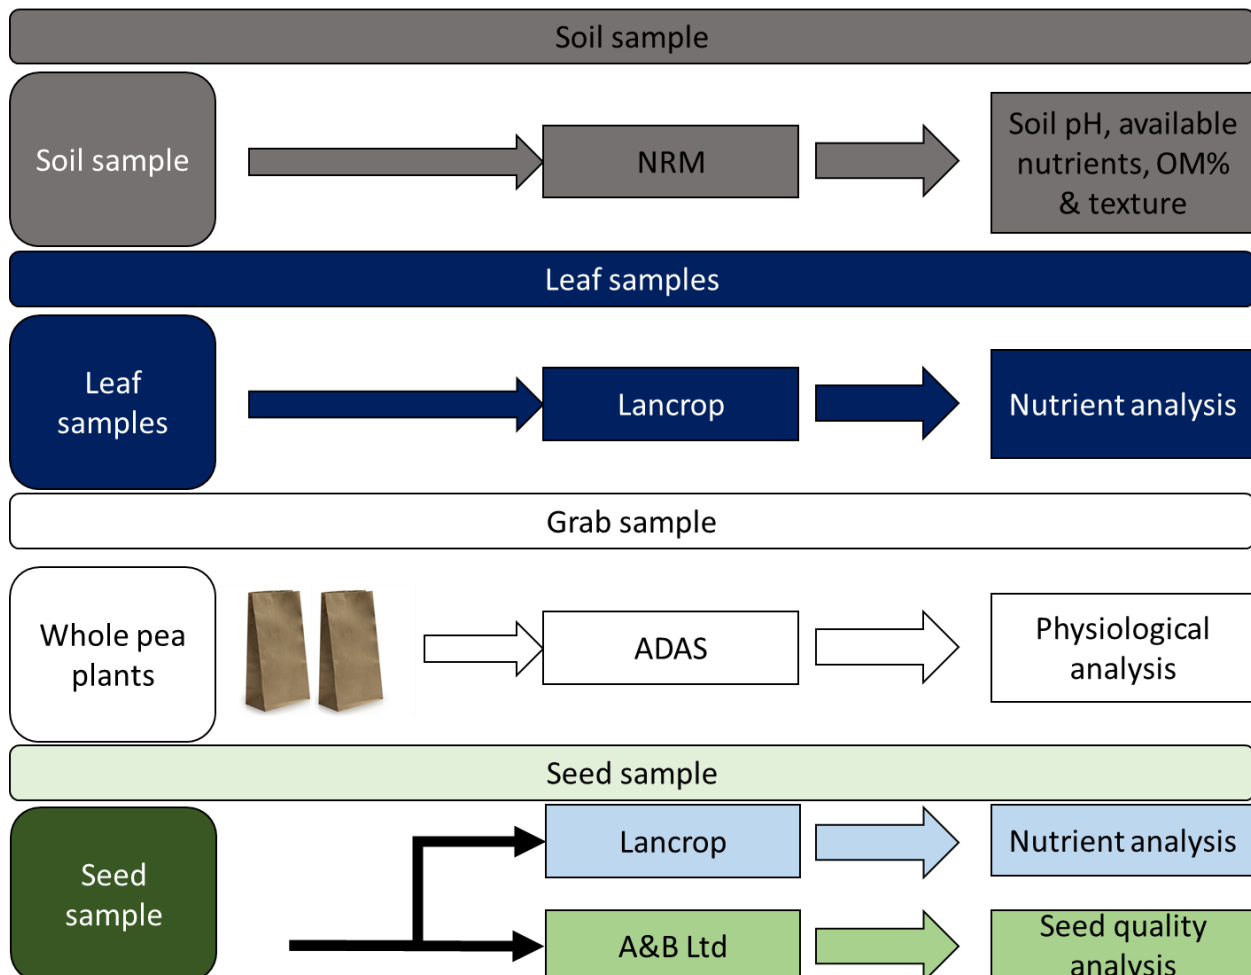 Soil sample
Soil sample
NRM
Soil pH, available
nutrients, OM%
& texture
Leaf samples
Leaf
samples
Lancrop
Nutrient analysis
Grab sample
Whole pea
plants
ADAS
Physiological
analysis
Seed sample
Seed
sample
Lancrop
Nutrient analysis
A&B Ltd
Seed quality
analysis